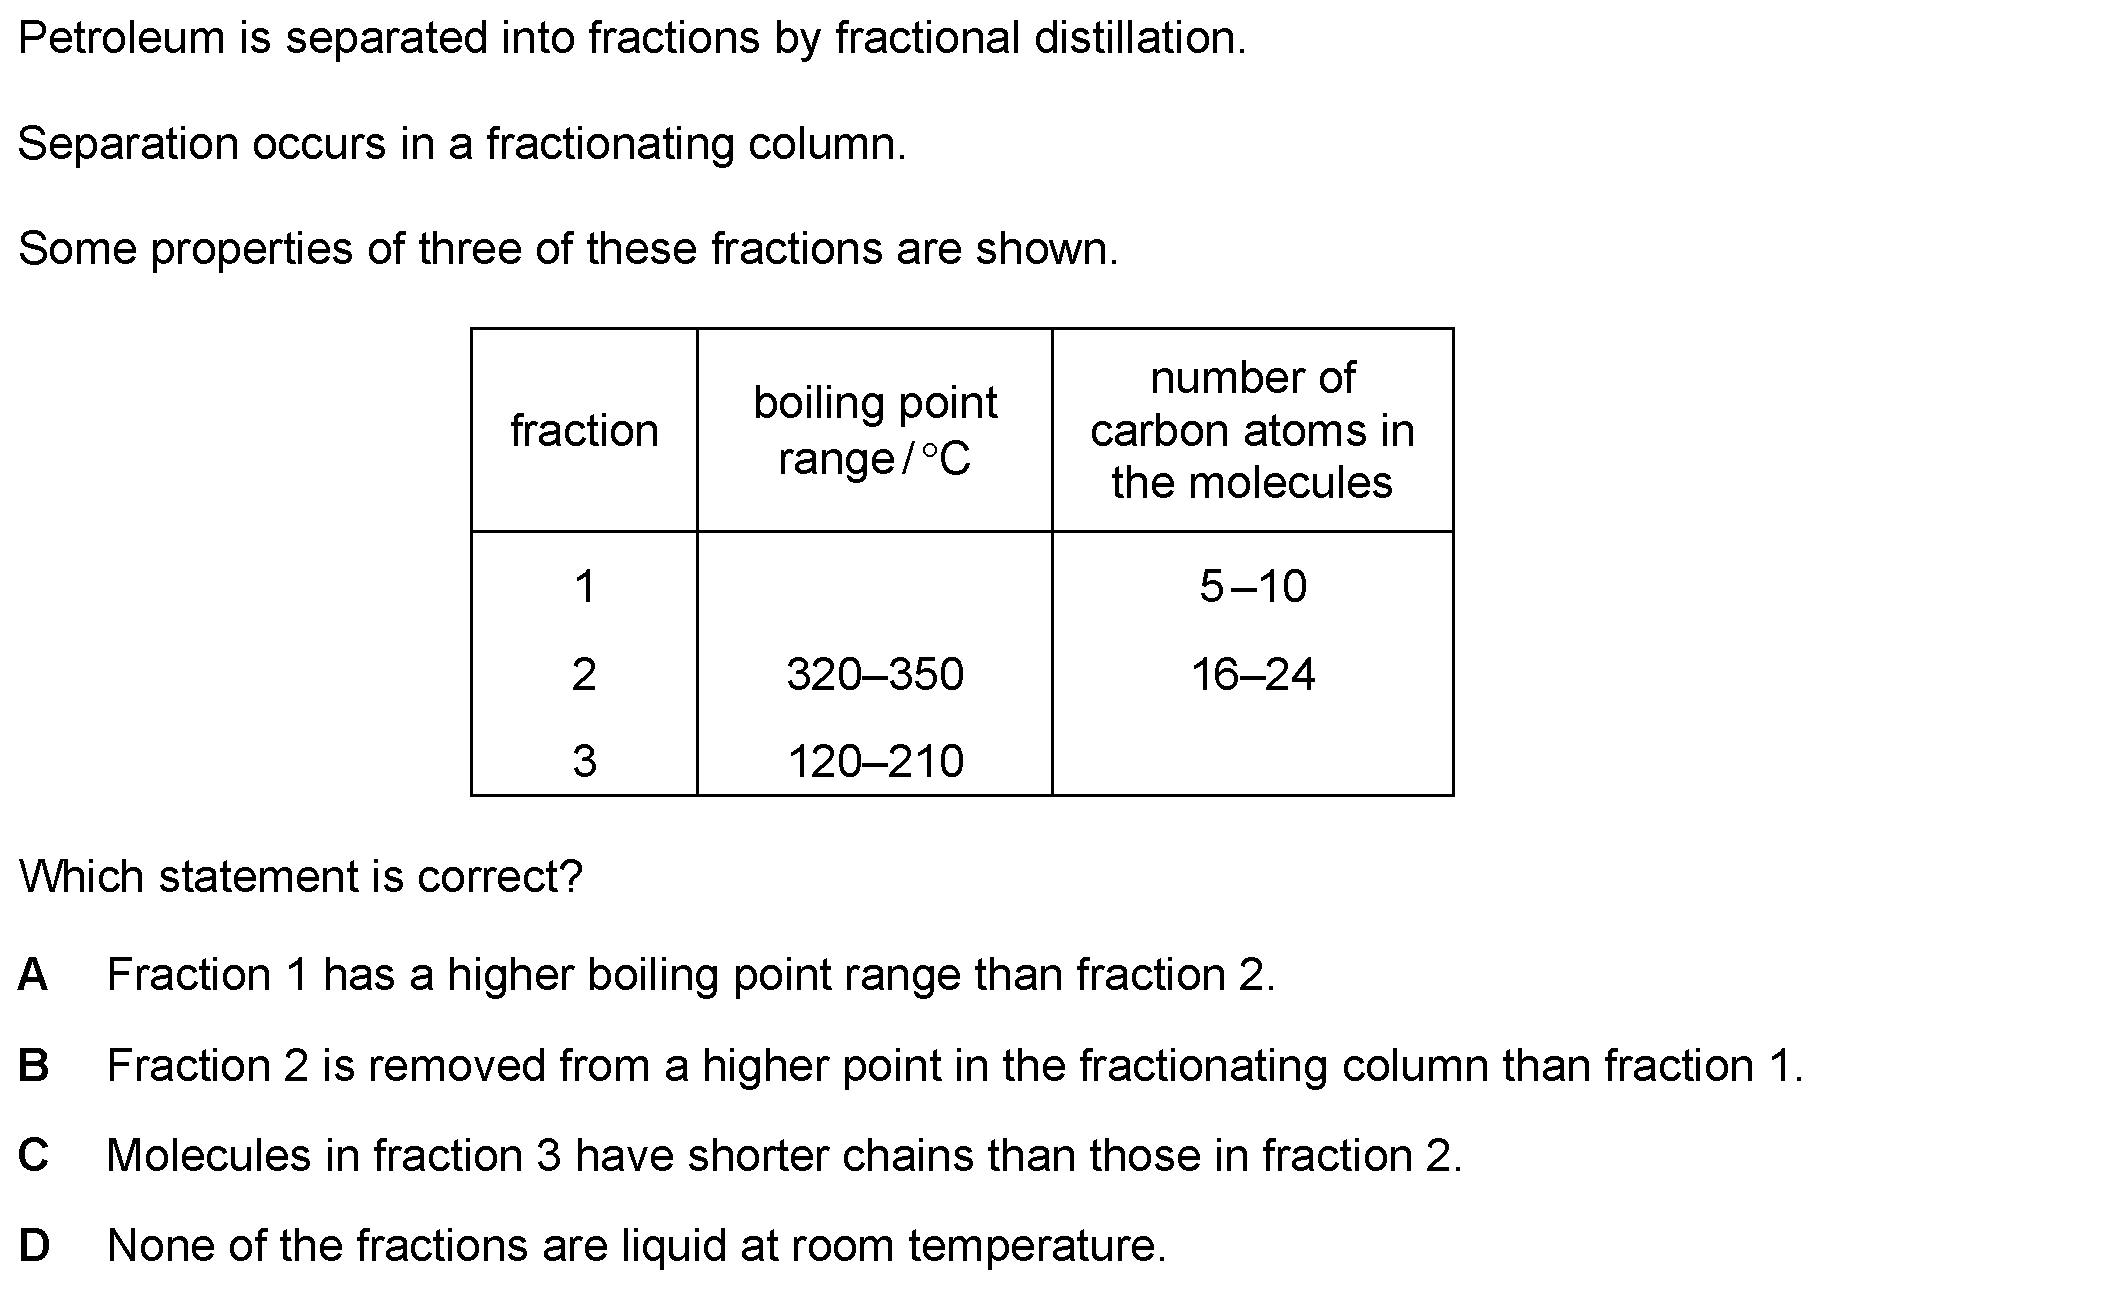 Petroleum is separated into fractions by fractional distillation.
Separation occurs in a fractionating column.
Some properties of three of these fractions are shown.
fraction
boiling point
range / °C
number of
carbon atoms in
the molecules
1 5–10
2 320–350 16–24
3 120–210
Which statement is correct?
A Fraction 1 has a higher boiling point range than fraction 2.
B Fraction 2 is removed from a higher point in the fractionating column than fraction 1.
C Molecules in fraction 3 have shorter chains than those in fraction 2.
D None of the fractions are liquid at room temperature.